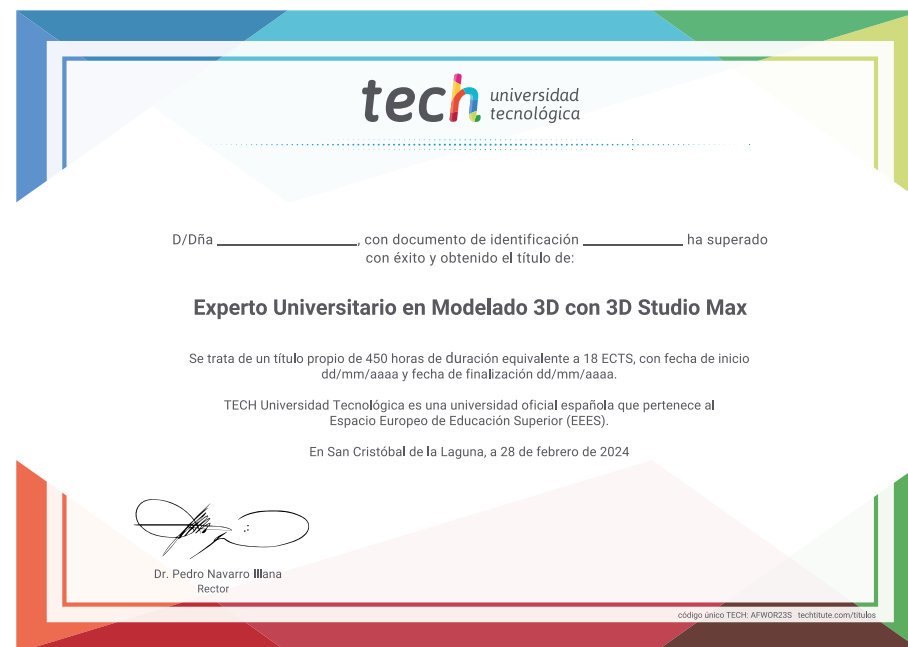 tech universidad
tecnológica
D/Dña ____________, con documento de identificación ____________ ha superado
con éxito y obtenido el título de:
Experto Universitario en Modelado 3D con 3D Studio Max
Se trata de un título propio de 450 horas de duración equivalente a 18 ECTS, con fecha de inicio
dd/mm/aaaa y fecha de finalización dd/mm/aaaa.
TECH Universidad Tecnológica es una universidad oficial española que pertenece al
Espacio Europeo de Educación Superior (EEES).
En San Cristóbal de la Laguna, a 28 de febrero de 2024
Dr. Pedro Navarro Illana
Rector
código único TECH: AFWOR23S techtitute.com/titulos